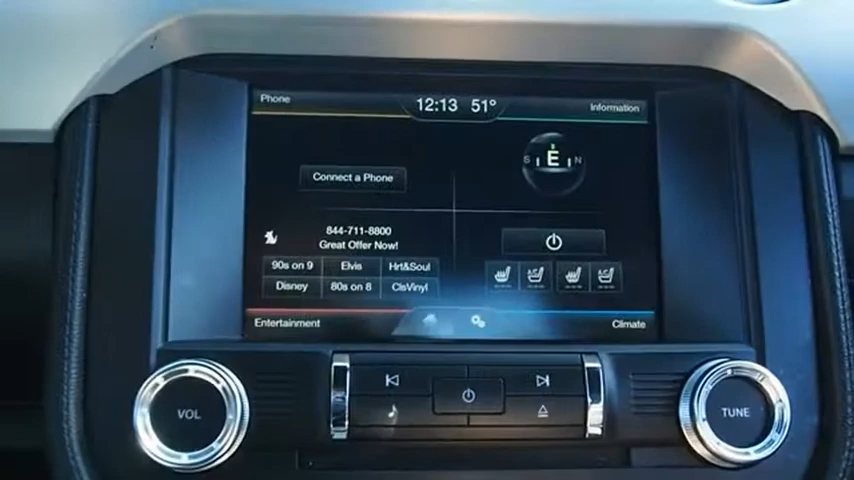 Phone
12:13 51°
Information
S E N
Connect a Phone
844-711-8800
Great Offer Now!
90s on 9 Elvis Hrt&Soul
Disney 80s on 8 ClsVinyl
Entertainment
Climate
VOL
TUNE